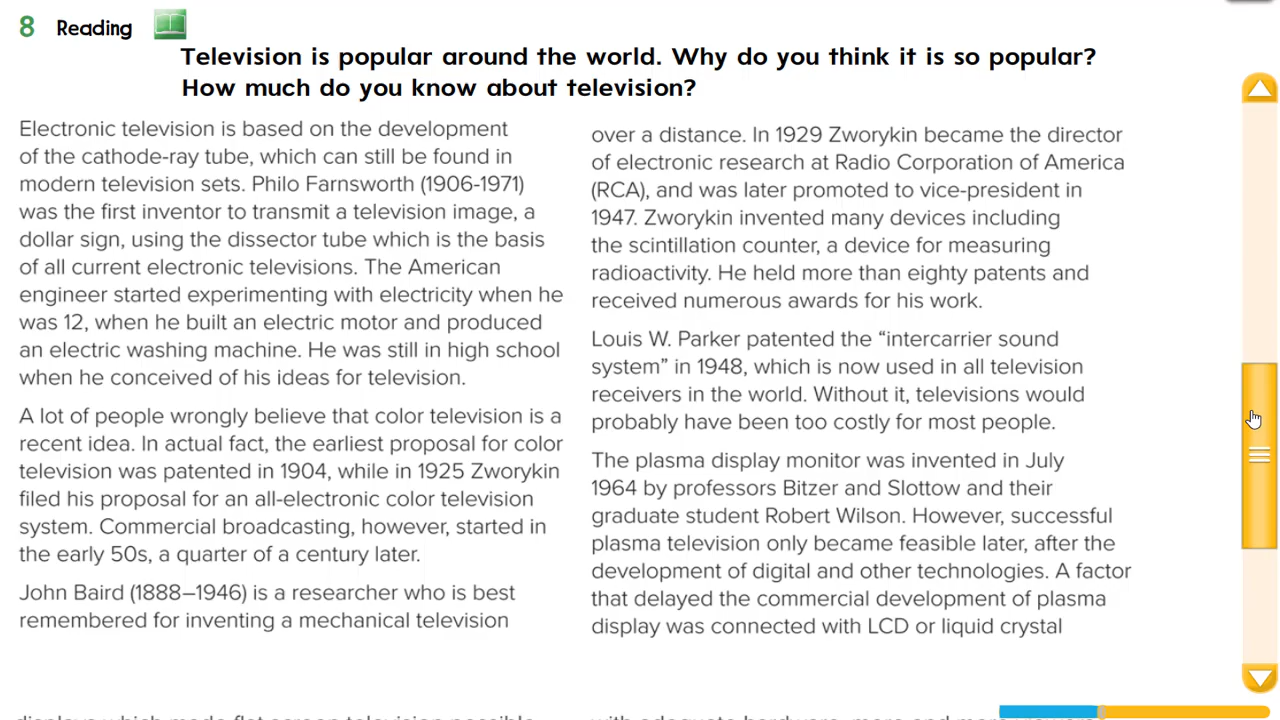 8 Reading
Television is popular around the world. Why do you think it is so popular?
How much do you know about television?
Electronic television is based on the development
of the cathode-ray tube, which can still be found in
modern television sets. Philo Farnsworth (1906-1971)
was the first inventor to transmit a television image, a
dollar sign, using the dissector tube which is the basis
of all current electronic televisions. The American
engineer started experimenting with electricity when he
was 12, when he built an electric motor and produced
an electric washing machine. He was still in high school
when he conceived of his ideas for television.
A lot of people wrongly believe that color television is a
recent idea. In actual fact, the earliest proposal for color
television was patented in 1904, while in 1925 Zworykin
filed his proposal for an all-electronic color television
system. Commercial broadcasting, however, started in
the early 50s, a quarter of a century later.
John Baird (1888–1946) is a researcher who is best
remembered for inventing a mechanical television
displays which made flat screen television possible
over a distance. In 1929 Zworykin became the director
of electronic research at Radio Corporation of America
(RCA), and was later promoted to vice-president in
1947. Zworykin invented many devices including
the scintillation counter, a device for measuring
radioactivity. He held more than eighty patents and
received numerous awards for his work.
Louis W. Parker patented the “intercarrier sound
system” in 1948, which is now used in all television
receivers in the world. Without it, televisions would
probably have been too costly for most people.
The plasma display monitor was invented in July
1964 by professors Bitzer and Slottow and their
graduate student Robert Wilson. However, successful
plasma television only became feasible later, after the
development of digital and other technologies. A factor
that delayed the commercial development of plasma
display was connected with LCD or liquid crystal
with adequate hardware, more and more viewers